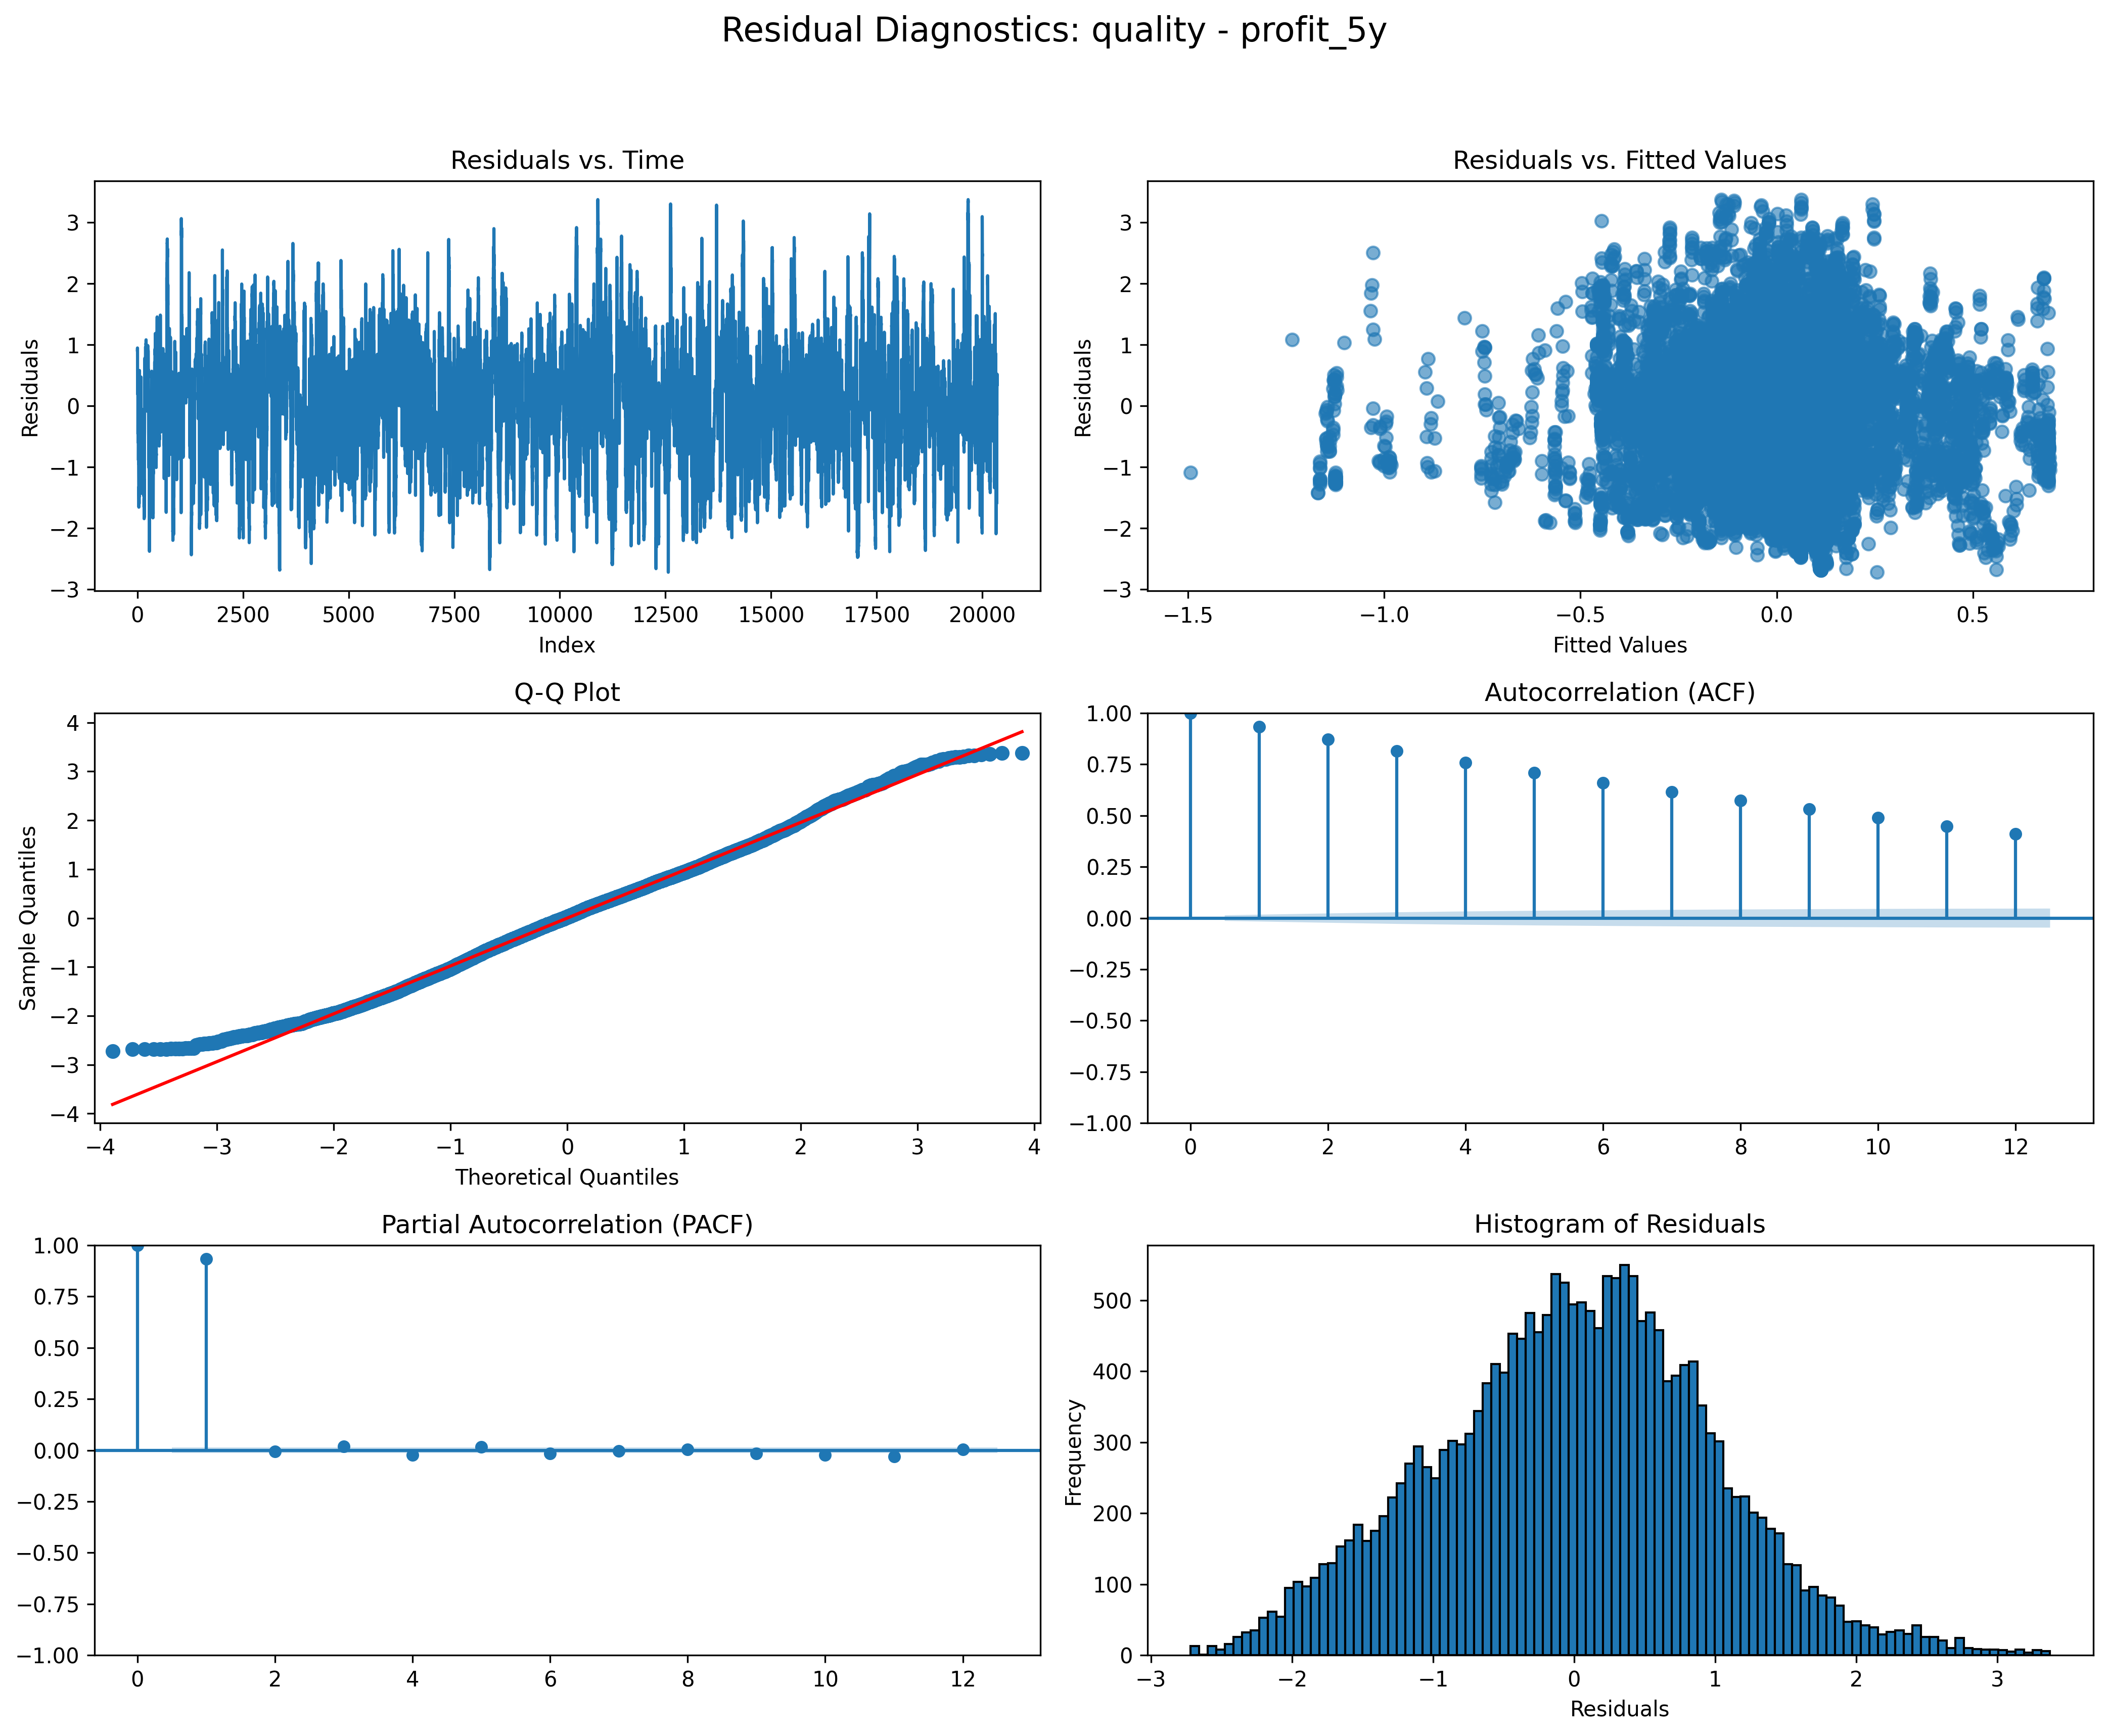 Residual Diagnostics: quality - profit_5y
Residuals vs. Time
Residuals
3
2
1
0
−1
−2
−3
0 2500 5000 7500 10000 12500 15000 17500 20000
Index
Residuals vs. Fitted Values
Residuals
3
2
1
0
−1
−2
−3
−1.5 −1.0 −0.5 0.0 0.5
Fitted Values
Q-Q Plot
Sample Quantiles
4
3
2
1
0
−1
−2
−3
−4
−4 −3 −2 −1 0 1 2 3 4
Theoretical Quantiles
Autocorrelation (ACF)
1.00
0.75
0.50
0.25
0.00
−0.25
−0.50
−0.75
−1.00
0 2 4 6 8 10 12
Partial Autocorrelation (PACF)
1.00
0.75
0.50
0.25
0.00
−0.25
−0.50
−0.75
−1.00
0 2 4 6 8 10 12
Histogram of Residuals
Frequency
500
400
300
200
100
0
−3 −2 −1 0 1 2 3
Residuals